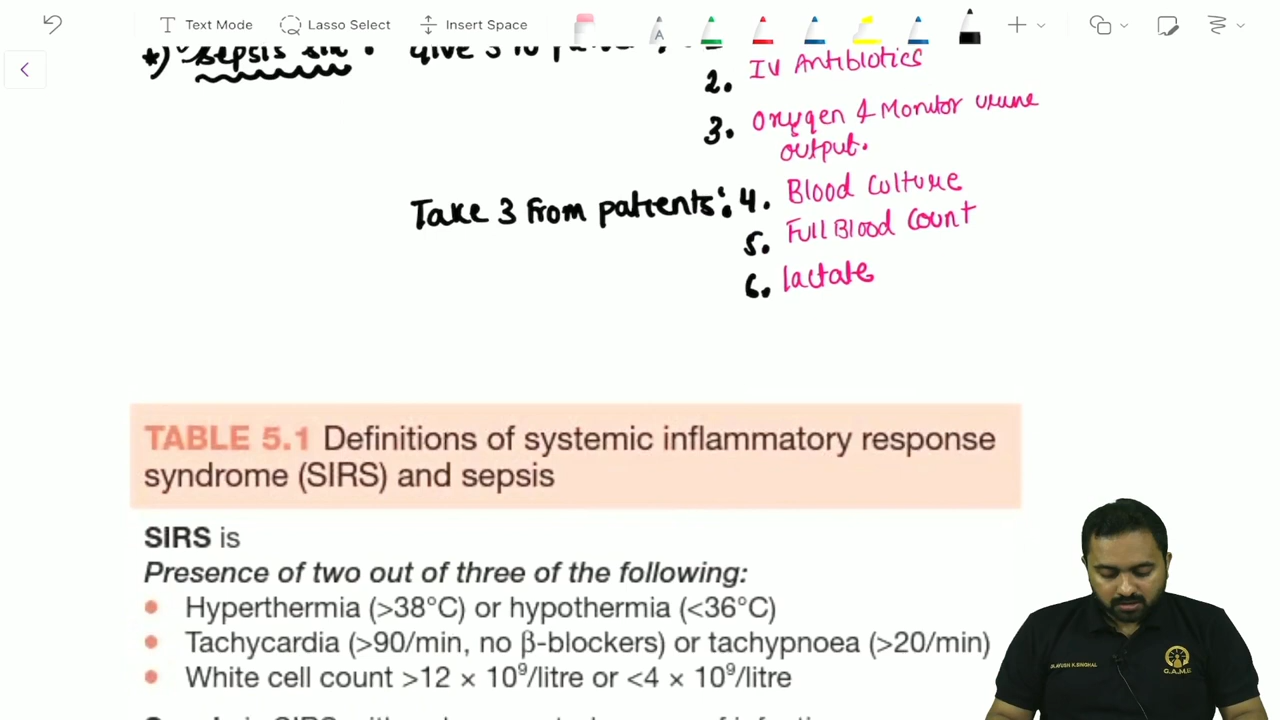 Text Mode
Lasso Select
Insert Space
2. IV Antibiotics
3. Oxygen & Monitor urine
output.
Take 3 from patients: 4. Blood Culture
5. Full Blood Count
6. lactate
TABLE 5.1 Definitions of systemic inflammatory response
syndrome (SIRS) and sepsis
SIRS is
Presence of two out of three of the following:
• Hyperthermia (>38°C) or hypothermia (<36°C)
• Tachycardia (>90/min, no β-blockers) or tachypnoea (>20/min)
• White cell count >12 × 10⁹/litre or <4 × 10⁹/litre
G.A.M.E